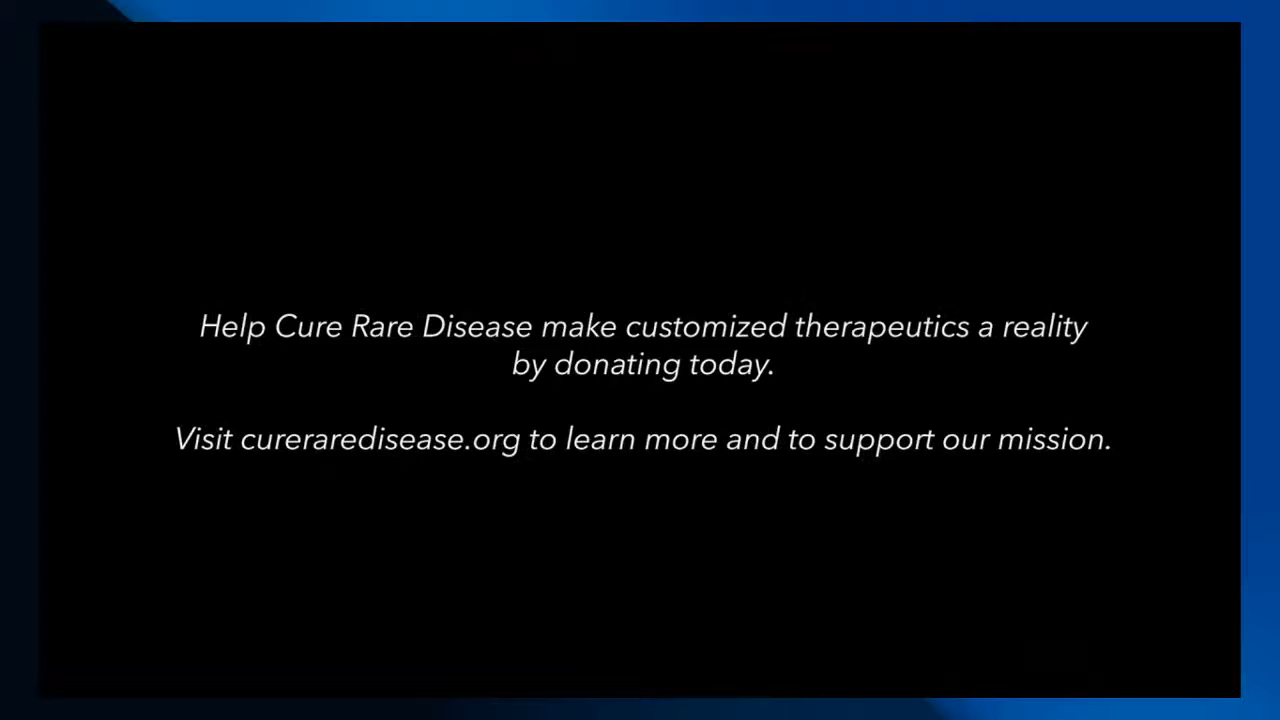 Help Cure Rare Disease make customized therapeutics a reality
by donating today.
Visit cureraredisease.org to learn more and to support our mission.